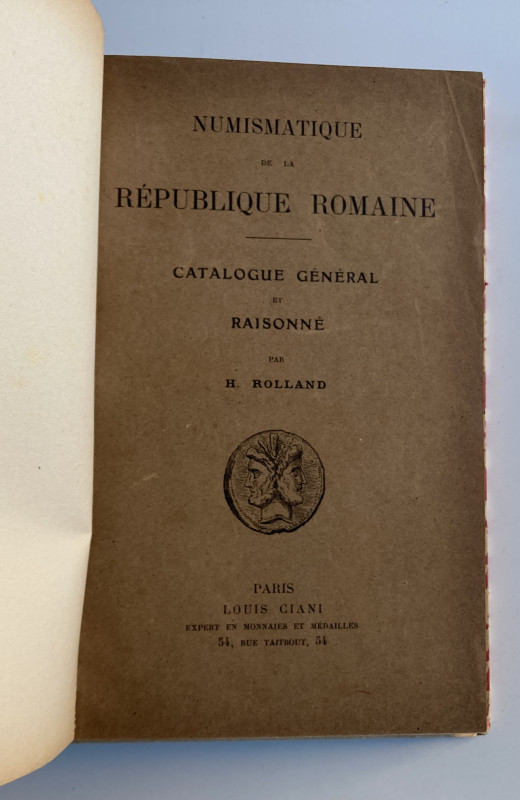 NUMISMATIQUE
DE LA
RÉPUBLIQUE ROMAINE
CATALOGUE GÉNÉRAL
ET
RAISONNÉ
PAR
H. ROLLAND
PARIS
LOUIS CIANI
EXPERT EN MONNAIES ET MÉDAILLES
54, RUE TAITBOUT, 54